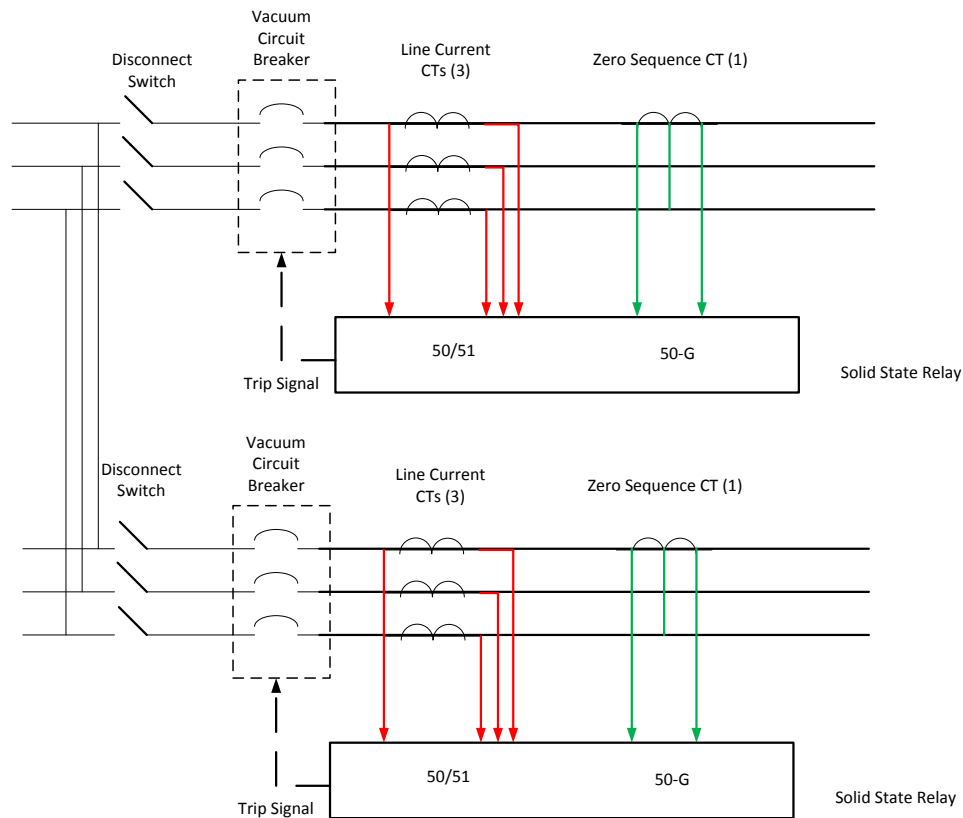 Vacuum
Circuit
Breaker
Disconnect
Switch
Line Current
CTs (3)
Zero Sequence CT (1)
50/51
50-G
Solid State Relay
Trip Signal
Vacuum
Circuit
Breaker
Disconnect
Switch
Line Current
CTs (3)
Zero Sequence CT (1)
50/51
50-G
Solid State Relay
Trip Signal